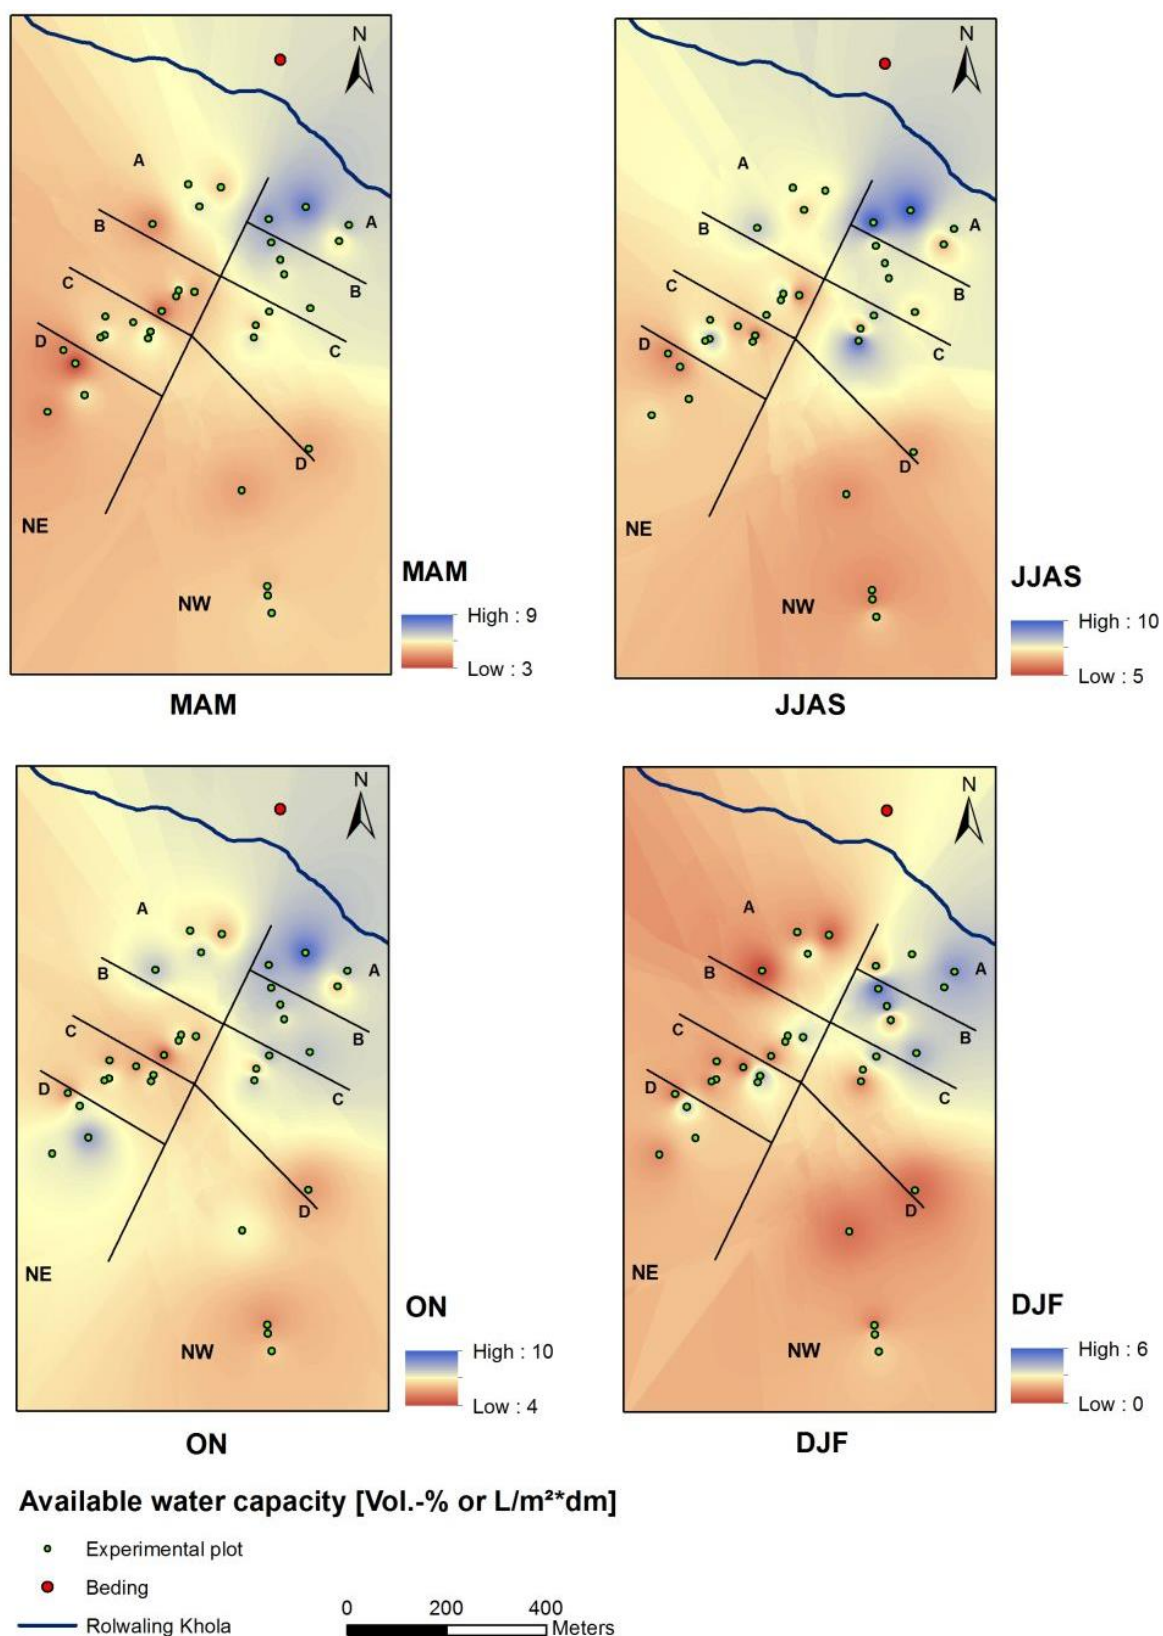 N
N
A
A
B
A
B
A
C
B
C
B
D
C
D
C
D
D
NE
NE
MAM
JJAS
NW
NW
High : 9
High : 10
Low : 3
Low : 5
MAM
JJAS
N
N
A
A
A
A
B
B
B
B
C
C
D
C
D
C
D
D
NE
NE
ON
DJF
NW
NW
High : 10
High : 6
Low : 4
Low : 0
ON
DJF
Available water capacity [Vol.-% or L/m²*dm]
Experimental plot
Beding
0 200 400
Rolwaling Khola
Meters